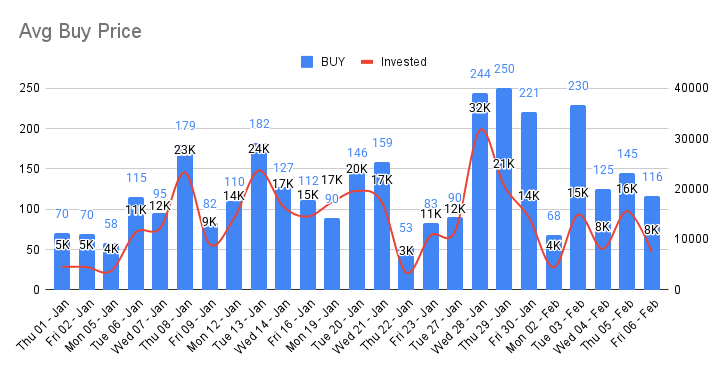 Avg Buy Price
BUY Invested
250 200 150 100 50 0
40000 30000 20000 10000 0
70 70 58 115 95 179 82 110 182 127 112 90 146 159 53 83 90 244 250 221 68 230 125 145 116
5K 5K 4K 11K 12K 23K 9K 14K 24K 17K 15K 17K 20K 17K 3K 11K 12K 32K 21K 14K 4K 15K 8K 16K 8K
Thu 01 - Jan
Fri 02 - Jan
Mon 05 - Jan
Tue 06 - Jan
Wed 07 - Jan
Thu 08 - Jan
Fri 09 - Jan
Mon 12 - Jan
Tue 13 - Jan
Wed 14 - Jan
Fri 16 - Jan
Mon 19 - Jan
Tue 20 - Jan
Wed 21 - Jan
Thu 22 - Jan
Fri 23 - Jan
Tue 27 - Jan
Wed 28 - Jan
Thu 29 - Jan
Fri 30 - Jan
Mon 02 - Feb
Tue 03 - Feb
Wed 04 - Feb
Thu 05 - Feb
Fri 06 - Feb